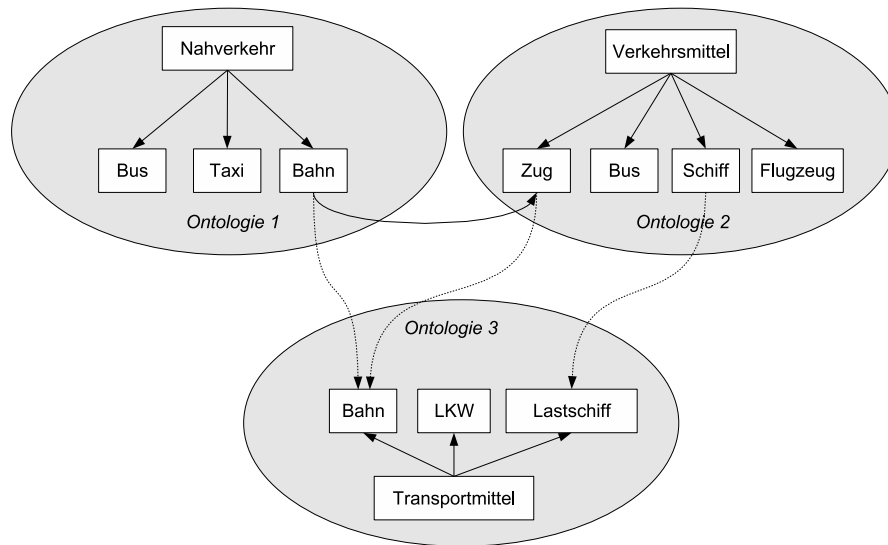 Nahverkehr
Bus
Taxi
Bahn
Ontologie 1
Verkehrsmittel
Zug
Bus
Schiff
Flugzeug
Ontologie 2
Ontologie 3
Bahn
LKW
Lastschiff
Transportmittel